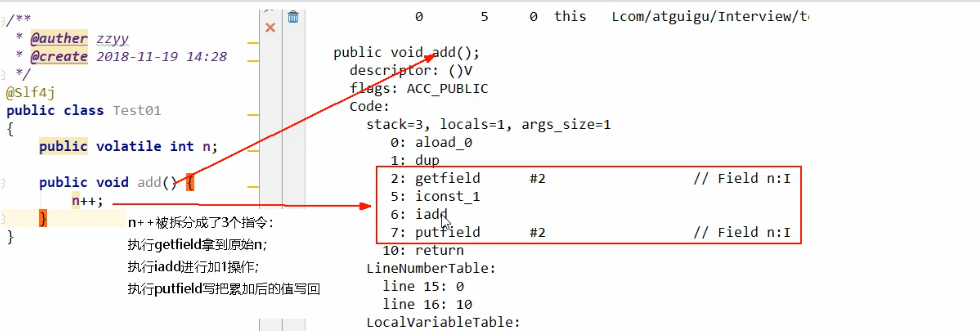 /**
* @auther zzyy
* @create 2018-11-19 14:28
*/
@Slf4j
public class Test01
{
public volatile int n;
public void add() {
n++;
}
}
n++被拆分成了3个指令:
执行getfield拿到原始n;
执行iadd进行加1操作;
执行putfield写把累加后的值写回
0 5 0 this Lcom/atguigu/Interview/t
public void add();
descriptor: ()V
flags: ACC_PUBLIC
Code:
stack=3, locals=1, args_size=1
0: aload_0
1: dup
2: getfield #2 // Field n:I
5: iconst_1
6: iadd
7: putfield #2 // Field n:I
10: return
LineNumberTable:
line 15: 0
line 16: 10
LocalVariableTable: